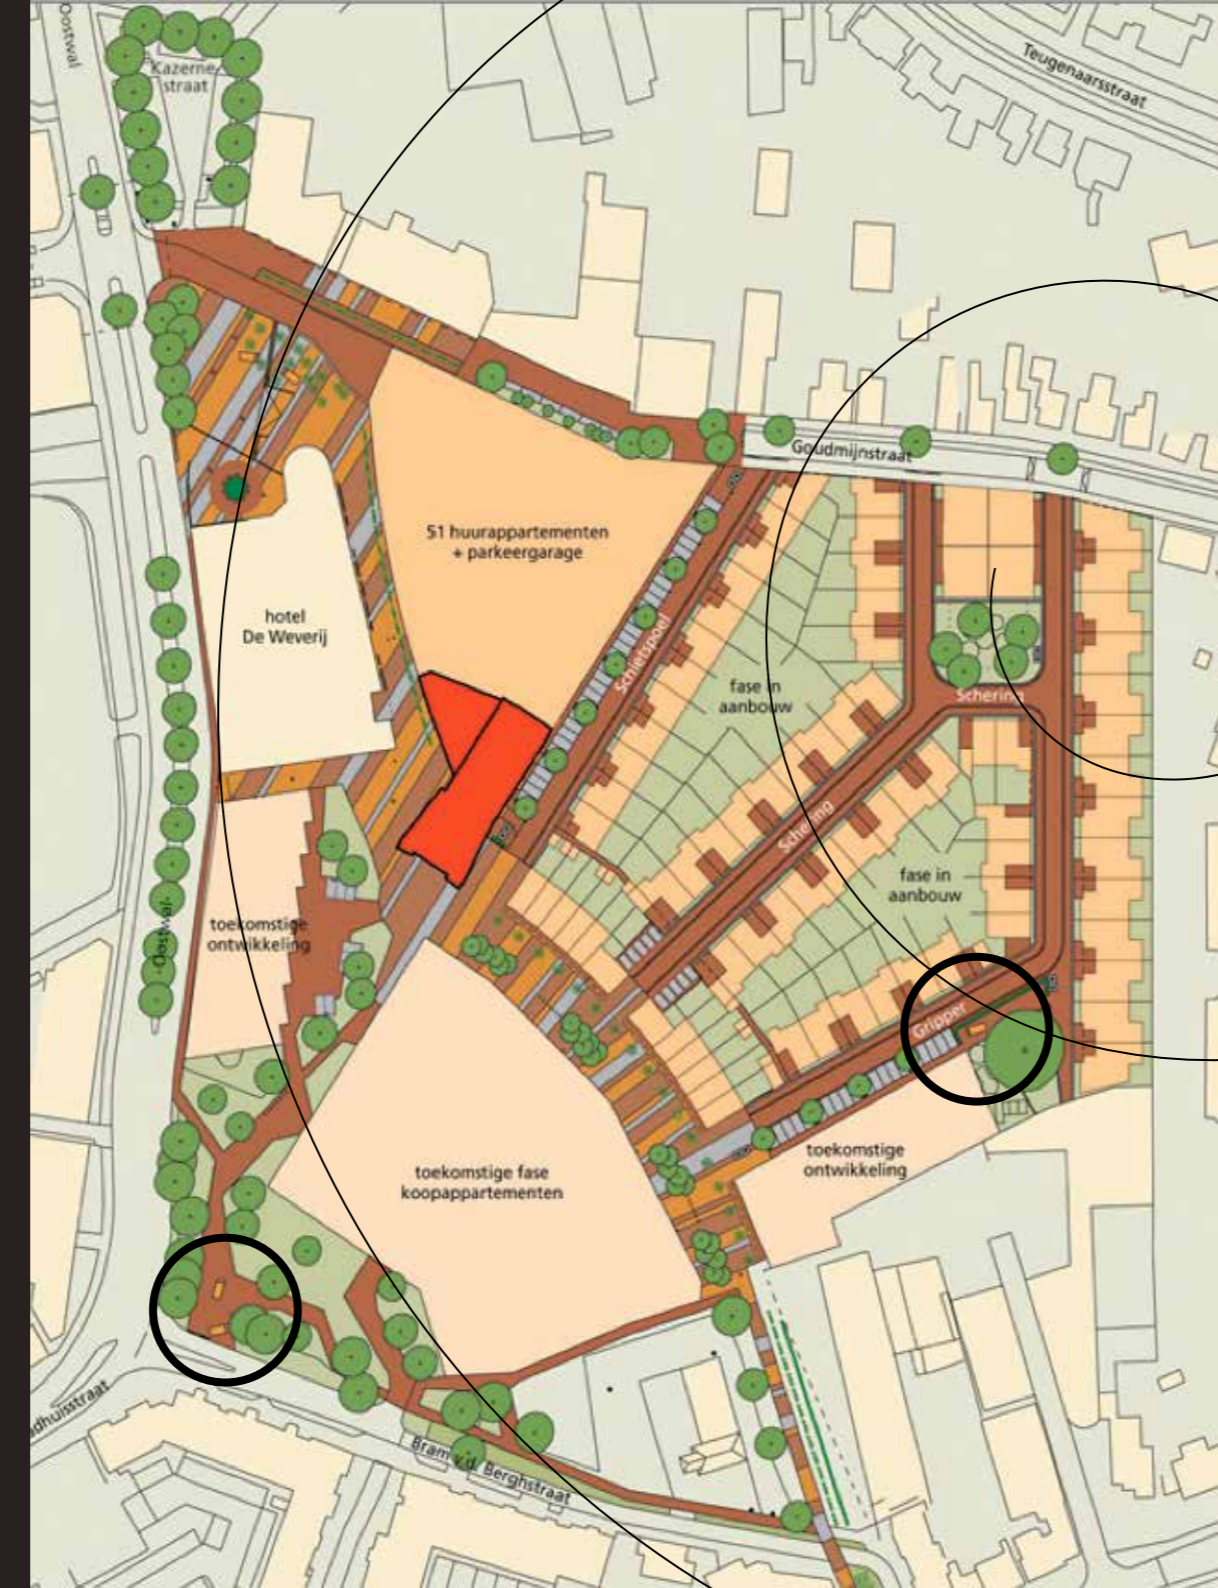 Oostwal
Kazerne-
straat
Teugenaarsstraat
Goudmijnstraat
51 huurappartementen
+ parkeergarage
hotel
De Weverij
Schietspoel
fase in
aanbouw
Schering
Schering
fase in
aanbouw
toekomstige
ontwikkeling
Oostwal
Gripper
toekomstige
ontwikkeling
toekomstige fase
koopappartementen
adhuisstraat
Bram v.d. Berghstraat